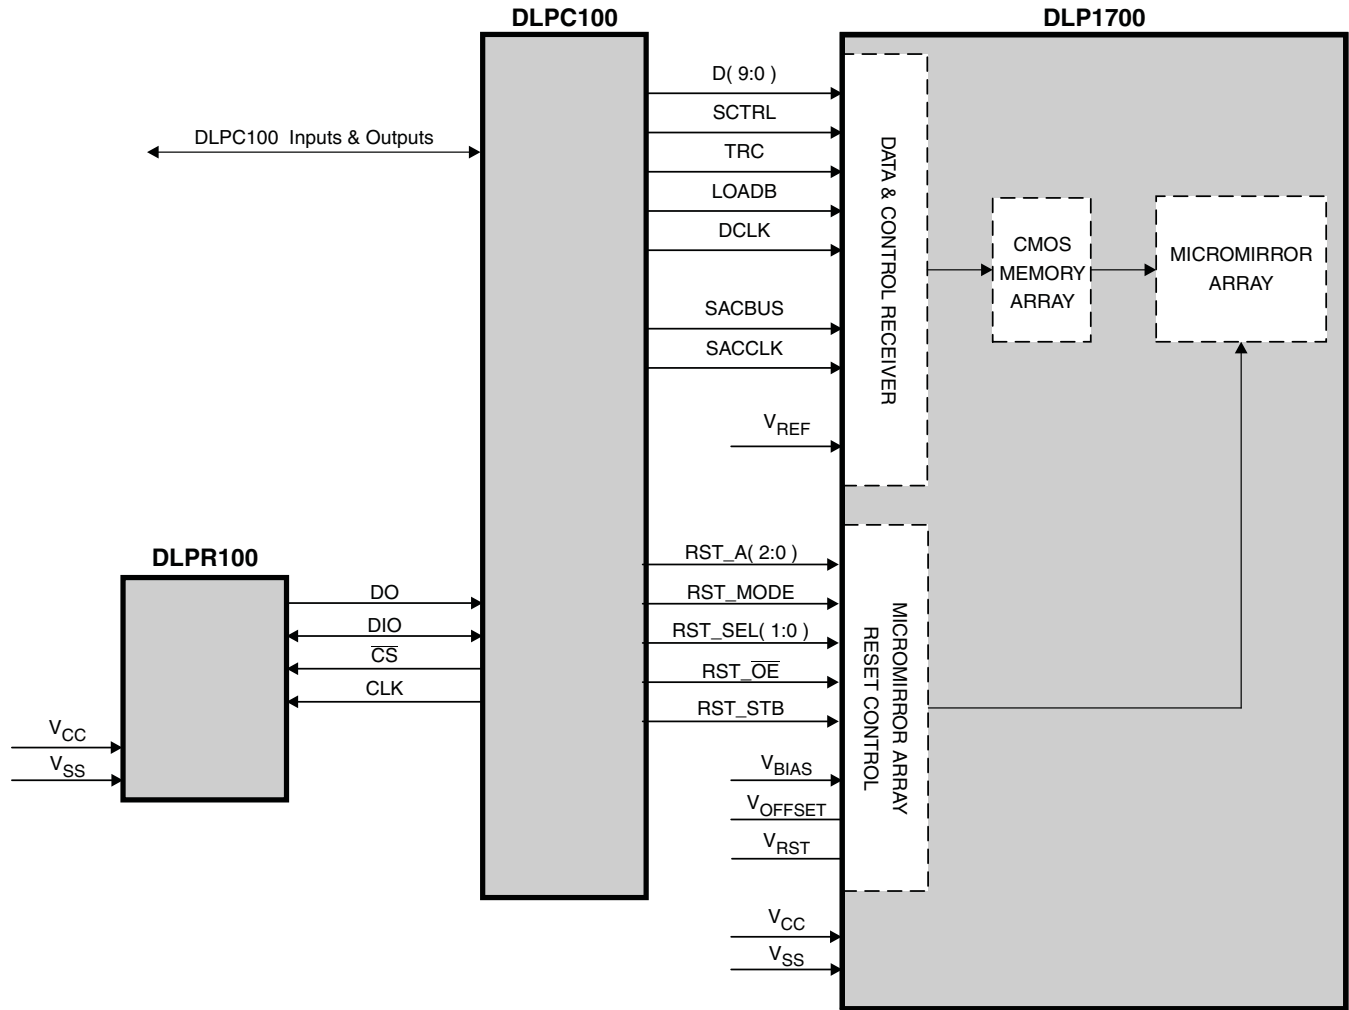 DLPC100
DLP1700
D( 9:0 )
SCTRL
DLPC100 Inputs & Outputs
TRC
LOADB
DCLK
SACBUS
SACCLK
VREF
DATA & CONTROL RECEIVER
CMOS
MEMORY
ARRAY
MICROMIRROR
ARRAY
DLPR100
DO
DIO
C̅S̅
CLK
VCC
VSS
RST_A( 2:0 )
RST_MODE
RST_SEL( 1:0 )
RST_O̅E̅
RST_STB
VBIAS
VOFFSET
VRST
MICROMIRROR ARRAY
RESET CONTROL
VCC
VSS